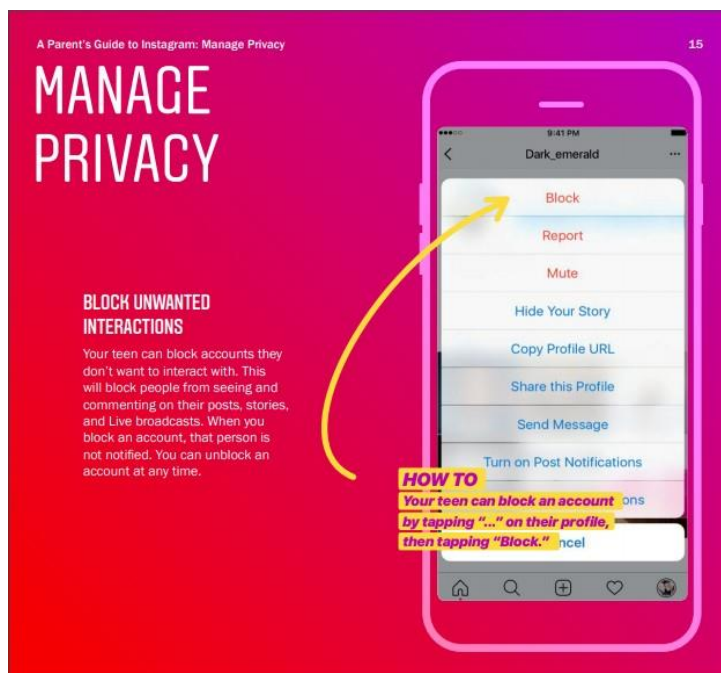 A Parent's Guide to Instagram: Manage Privacy
15
MANAGE
PRIVACY
BLOCK UNWANTED
INTERACTIONS
Your teen can block accounts they
don't want to interact with. This
will block people from seeing and
commenting on their posts, stories,
and Live broadcasts. When you
block an account, that person is
not notified. You can unblock an
account at any time.
9:41 PM
Dark_emerald
...
Block
Report
Mute
Hide Your Story
Copy Profile URL
Share this Profile
Send Message
Turn on Post Notifications
HOW TO
Your teen can block an account
by tapping "..." on their profile,
then tapping "Block."